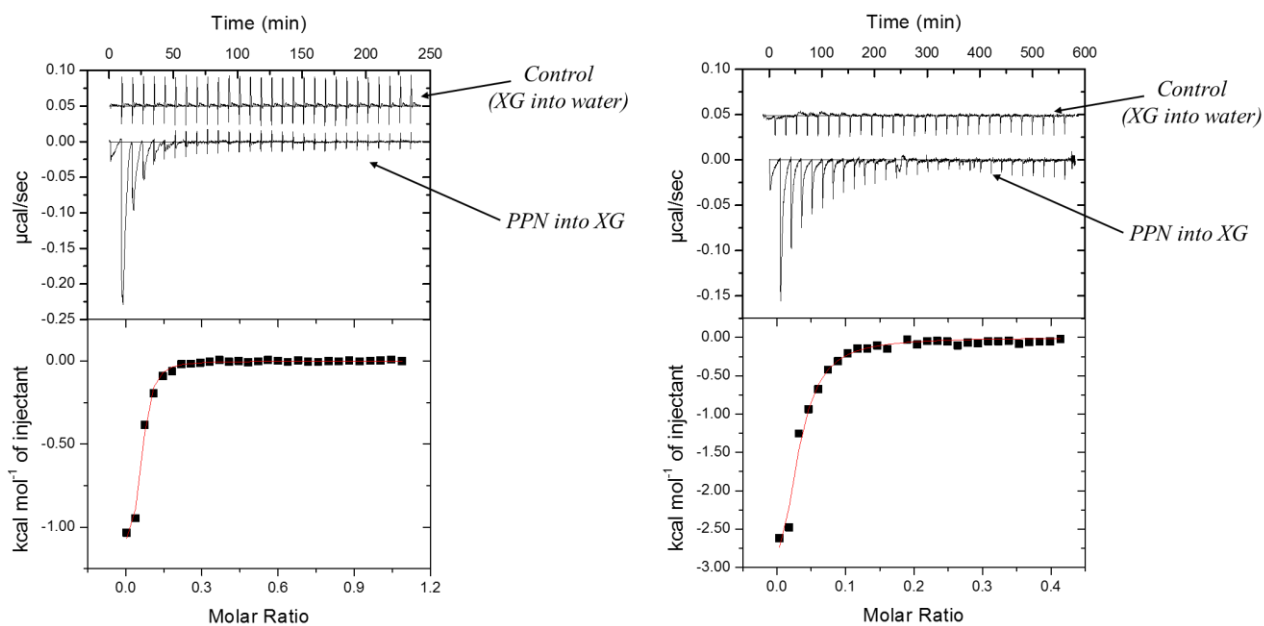 Time (min)
0 50 100 150 200 250
0.10
0.05
0.00
-0.05
-0.10
-0.15
-0.20
-0.25
µcal/sec
Control
(XG into water)
PPN into XG
0.00
-0.50
-1.00
kcal mol⁻¹ of injectant
0.0 0.3 0.6 0.9 1.2
Molar Ratio
Time (min)
0 100 200 300 400 500 600
0.10
0.05
0.00
-0.05
-0.10
-0.15
µcal/sec
Control
(XG into water)
PPN into XG
0.00
-0.50
-1.00
-1.50
-2.00
-2.50
-3.00
kcal mol⁻¹ of injectant
0.0 0.1 0.2 0.3 0.4
Molar Ratio